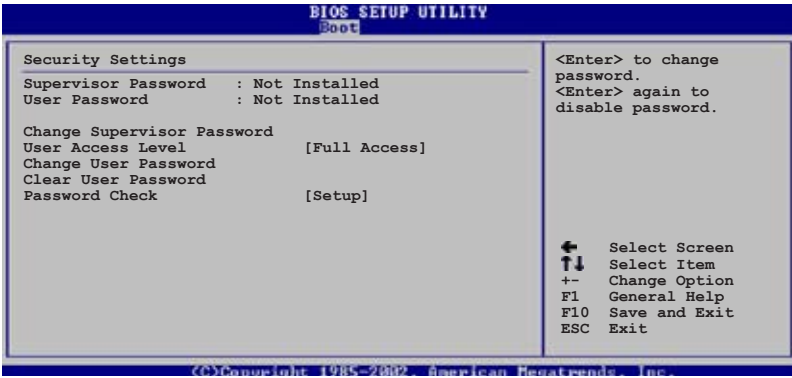 BIOS SETUP UTILITY
Boot
Security Settings
Supervisor Password : Not Installed
User Password : Not Installed
Change Supervisor Password
User Access Level [Full Access]
Change User Password
Clear User Password
Password Check [Setup]
<Enter> to change
password.
<Enter> again to
disable password.
← Select Screen
↑↓ Select Item
+- Change Option
F1 General Help
F10 Save and Exit
ESC Exit
(C)Copyright 1985-2002, American Megatrends, Inc.